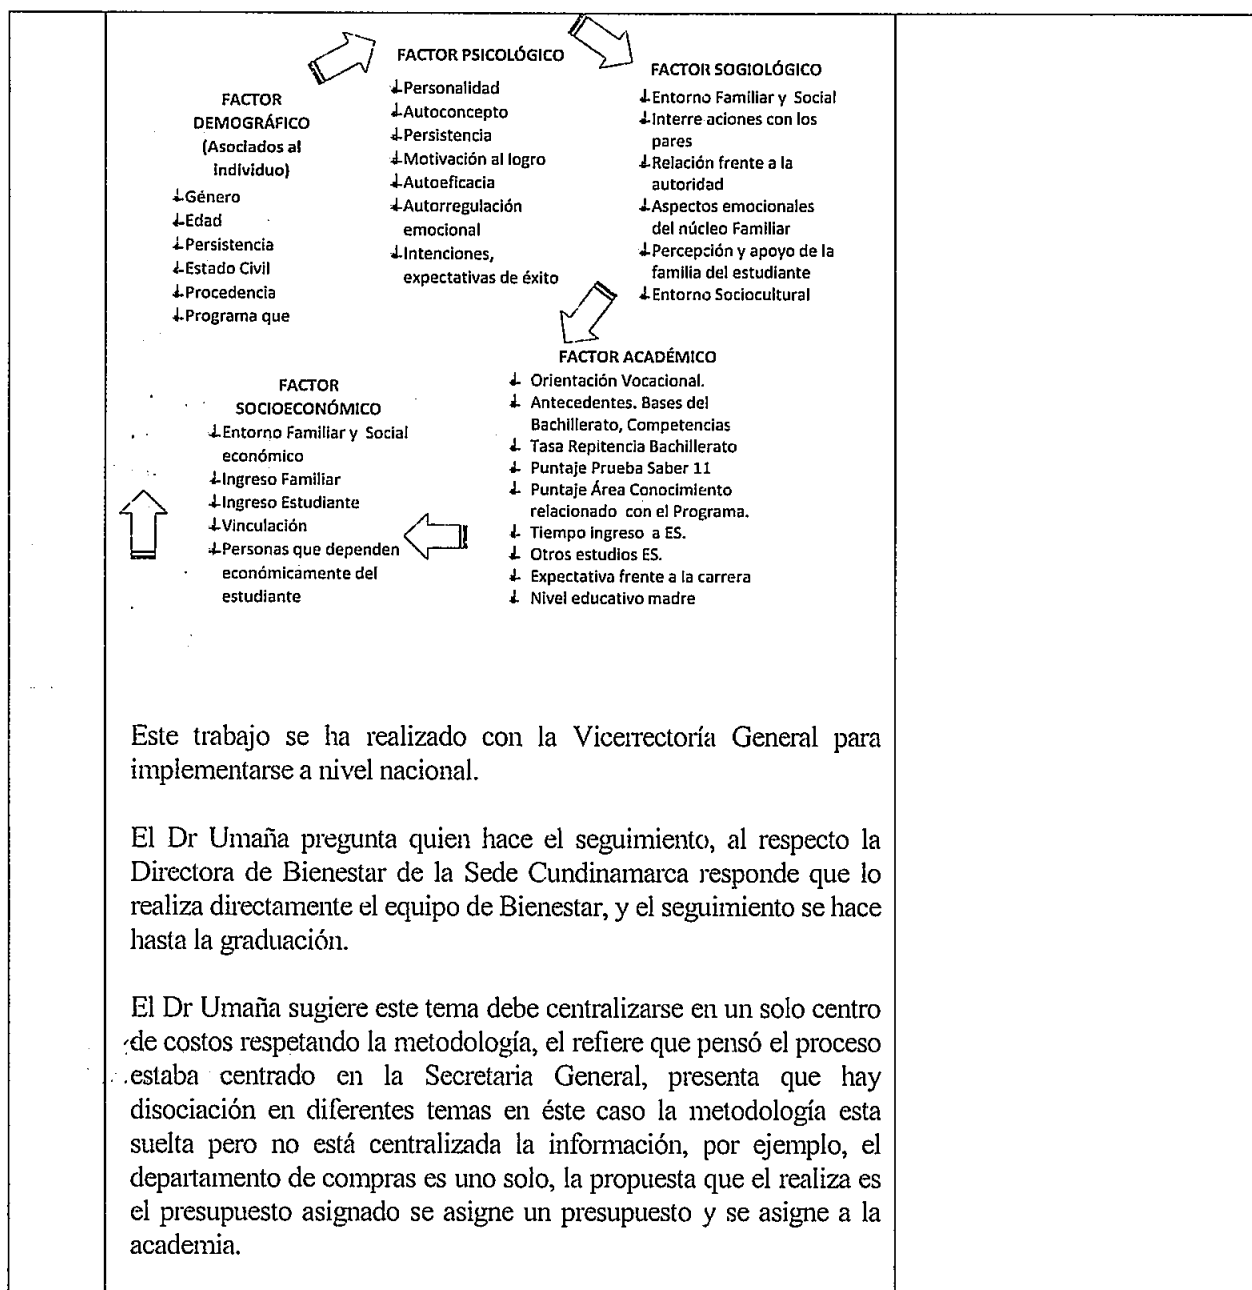 FACTOR
DEMOGRÁFICO
(Asociados al
individuo)
Género
Edad
Persistencia
Estado Civil
Procedencia
Programa que
FACTOR PSICOLÓGICO
Personalidad
Autoconcepto
Persistencia
Motivación al logro
Autoeficacia
Autorregulación
emocional
Intenciones,
expectativas de éxito
FACTOR SOGIOLÓGICO
Entorno Familiar y Social
Interre aciones con los
pares
Relación frente a la
autoridad
Aspectos emocionales
del núcleo Familiar
Percepción y apoyo de la
familia del estudiante
Entorno Sociocultural
FACTOR ACADÉMICO
Orientación Vocacional.
Antecedentes. Bases del
Bachillerato, Competencias
Tasa Repitencia Bachillerato
Puntaje Prueba Saber 11
Puntaje Área Conocimiento
relacionado con el Programa.
Tiempo ingreso a ES.
Otros estudios ES.
Expectativa frente a la carrera
Nivel educativo madre
FACTOR
SOCIOECONÓMICO
Entorno Familiar y Social
económico
Ingreso Familiar
Ingreso Estudiante
Vinculación
Personas que dependen
económicamente del
estudiante
Este trabajo se ha realizado con la Vicerrectoría General para
implementarse a nivel nacional.
El Dr Umaña pregunta quien hace el seguimiento, al respecto la
Directora de Bienestar de la Sede Cundinamarca responde que lo
realiza directamente el equipo de Bienestar, y el seguimiento se hace
hasta la graduación.
El Dr Umaña sugiere este tema debe centralizarse en un solo centro
de costos respetando la metodología, el refiere que pensó el proceso
estaba centrado en la Secretaria General, presenta que hay
disociación en diferentes temas en éste caso la metodología esta
suelta pero no está centralizada la información, por ejemplo, el
departamento de compras es uno solo, la propuesta que el realiza es
el presupuesto asignado se asigne un presupuesto y se asigne a la
academia.